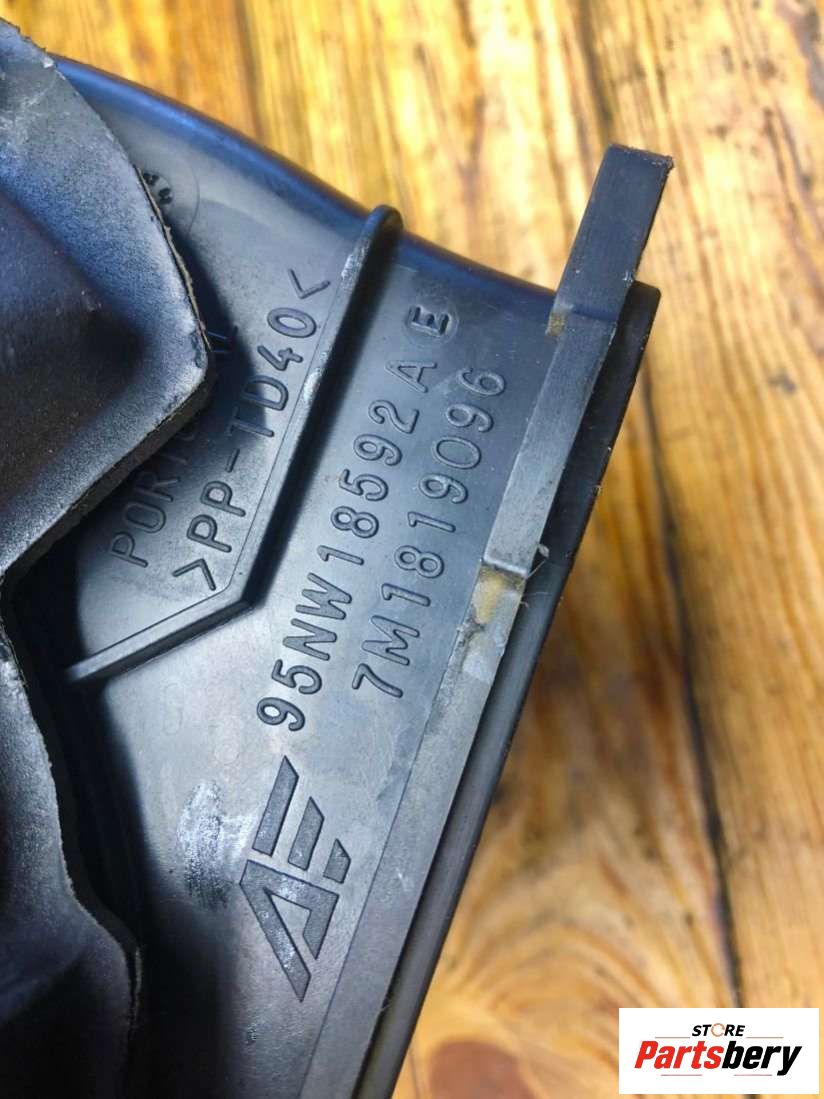 >PP-TD40<
95NW18592AE
7M1819096
STORE
Partsbery